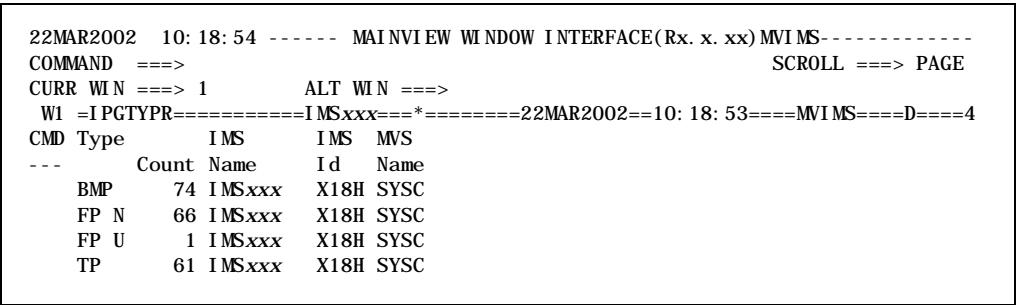 22MAR2002  10:18:54 ------ MAINVIEW WINDOW INTERFACE(Rx.x.xx)MVIMS-------------
COMMAND  ===>                                                 SCROLL ===> PAGE
CURR WIN ===> 1        ALT WIN ===>
 W1 =IPGTYPR===========IMSxxx===*========22MAR2002==10:18:53====MVIMS====D====4
CMD Type        IMS      IMS  MVS
---       Count Name     Id   Name
    BMP      74 IMSxxx   X18H SYSC
    FP N     66 IMSxxx   X18H SYSC
    FP U      1 IMSxxx   X18H SYSC
    TP       61 IMSxxx   X18H SYSC